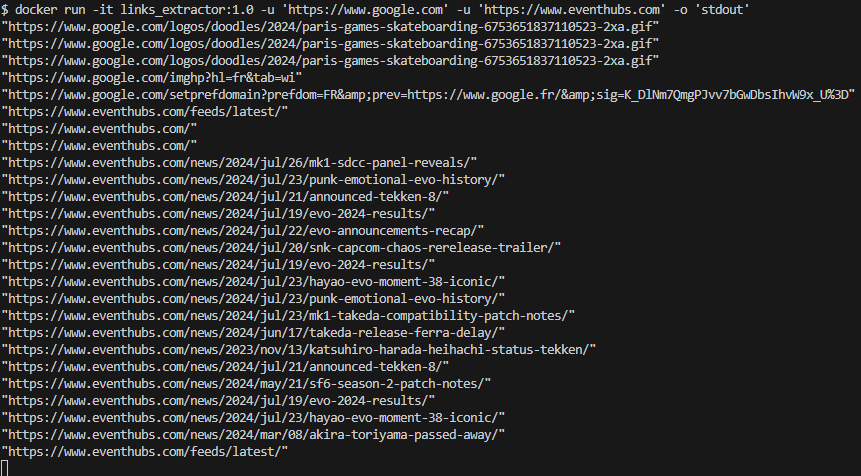 $ docker run -it links_extractor:1.0 -u 'https://www.google.com' -u 'https://www.eventhubs.com' -o 'stdout'
"https://www.google.com/logos/doodles/2024/paris-games-skateboarding-6753651837110523-2xa.gif"
"https://www.google.com/logos/doodles/2024/paris-games-skateboarding-6753651837110523-2xa.gif"
"https://www.google.com/logos/doodles/2024/paris-games-skateboarding-6753651837110523-2xa.gif"
"https://www.google.com/imghp?hl=fr&tab=wi"
"https://www.google.com/setprefdomain?prefdom=FR&amp;prev=https://www.google.fr/&amp;sig=K_DlNm7QmgPJvv7bGwDbsIhvW9x_U%3D"
"https://www.eventhubs.com/feeds/latest/"
"https://www.eventhubs.com/"
"https://www.eventhubs.com/"
"https://www.eventhubs.com/news/2024/jul/26/mk1-sdcc-panel-reveals/"
"https://www.eventhubs.com/news/2024/jul/23/punk-emotional-evo-history/"
"https://www.eventhubs.com/news/2024/jul/21/announced-tekken-8/"
"https://www.eventhubs.com/news/2024/jul/19/evo-2024-results/"
"https://www.eventhubs.com/news/2024/jul/22/evo-announcements-recap/"
"https://www.eventhubs.com/news/2024/jul/20/snk-capcom-chaos-rerelease-trailer/"
"https://www.eventhubs.com/news/2024/jul/19/evo-2024-results/"
"https://www.eventhubs.com/news/2024/jul/23/hayao-evo-moment-38-iconic/"
"https://www.eventhubs.com/news/2024/jul/23/punk-emotional-evo-history/"
"https://www.eventhubs.com/news/2024/jul/23/mk1-takeda-compatibility-patch-notes/"
"https://www.eventhubs.com/news/2024/jun/17/takeda-release-ferra-delay/"
"https://www.eventhubs.com/news/2023/nov/13/katsuhiro-harada-heihachi-status-tekken/"
"https://www.eventhubs.com/news/2024/jul/21/announced-tekken-8/"
"https://www.eventhubs.com/news/2024/may/21/sf6-season-2-patch-notes/"
"https://www.eventhubs.com/news/2024/jul/19/evo-2024-results/"
"https://www.eventhubs.com/news/2024/jul/23/hayao-evo-moment-38-iconic/"
"https://www.eventhubs.com/news/2024/mar/08/akira-toriyama-passed-away/"
"https://www.eventhubs.com/feeds/latest/"